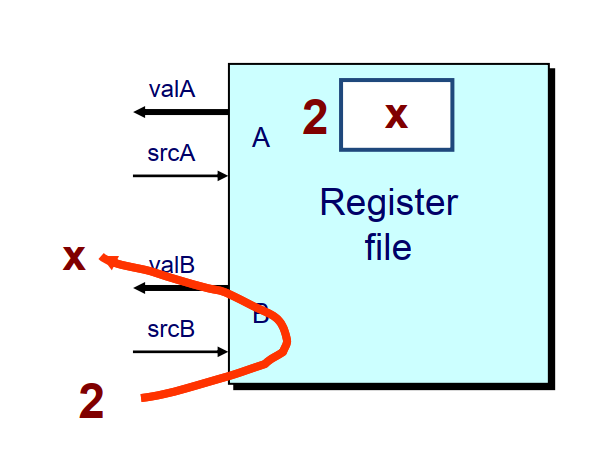 valA
2
x
A
srcA
Register
file
x
valB
B
srcB
2